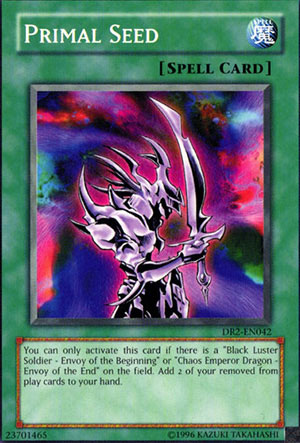 PRIMAL SEED
魔
[SPELL CARD]
DR2-EN042
You can only activate this card if there is a "Black Luster
Soldier - Envoy of the Beginning" or "Chaos Emperor Dragon -
Envoy of the End" on the field. Add 2 of your removed from
play cards to your hand.
23701465
©1996 KAZUKI TAKAHASHI